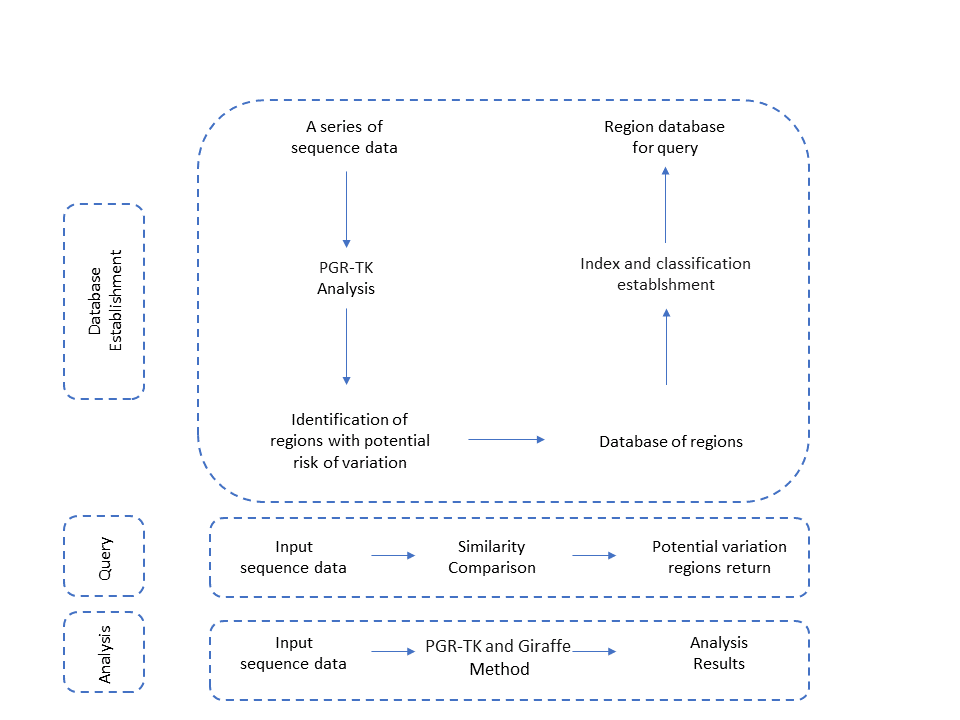 Database
Establishment
A series of
sequence data
PGR-TK
Analysis
Identification of
regions with potential
risk of variation
Database of regions
Index and classification
establshment
Region database
for query
Query
Input
sequence data
Similarity
Comparison
Potential variation
regions return
Analysis
Input
sequence data
PGR-TK and Giraffe
Method
Analysis
Results